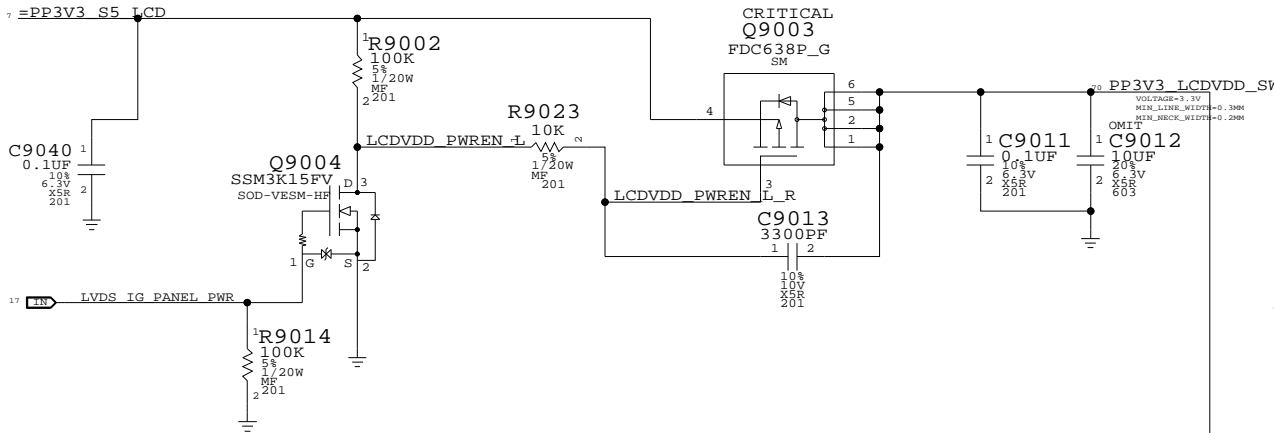 7 =PP3V3_S5_LCD
CRITICAL
Q9003
FDC638P_G
SM
1
R9002
100K
5%
1/20W
MF
2 201
4
6
5
2
1
3
70 PP3V3_LCDVDD_SW
VOLTAGE=3.3V
MIN_LINE_WIDTH=0.3MM
MIN_NECK_WIDTH=0.2MM
R9023
10K
1 2
5%
1/20W
MF
201
LCDVDD_PWREN_L
C9040
0.1UF
10%
6.3V
X5R
201
1
2
Q9004
SSM3K15FV
SOD-VESM-HF
D 3
1 G S 2
LCDVDD_PWREN_L_R
C9013
3300PF
1 2
10%
10V
X5R
201
1
C9011
0.1UF
10%
6.3V
2 X5R
201
OMIT
1
C9012
10UF
20%
6.3V
2 X5R
603
17 IN LVDS_IG_PANEL_PWR
1
R9014
100K
5%
1/20W
MF
2 201